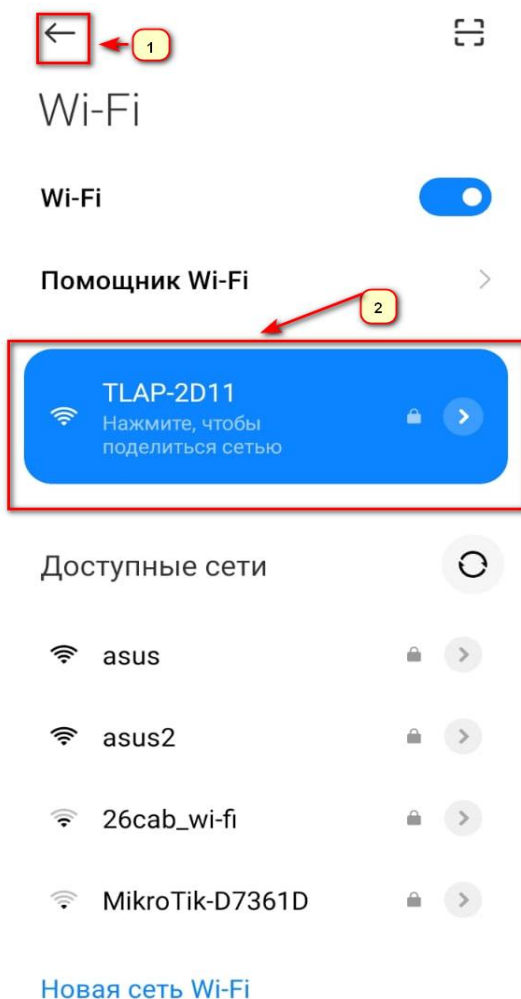 1
Wi-Fi
Wi-Fi
Помощник Wi-Fi
2
TLAP-2D11
Нажмите, чтобы
поделиться сетью
Доступные сети
asus
asus2
26cab_wi-fi
MikroTik-D7361D
Новая сеть Wi-Fi